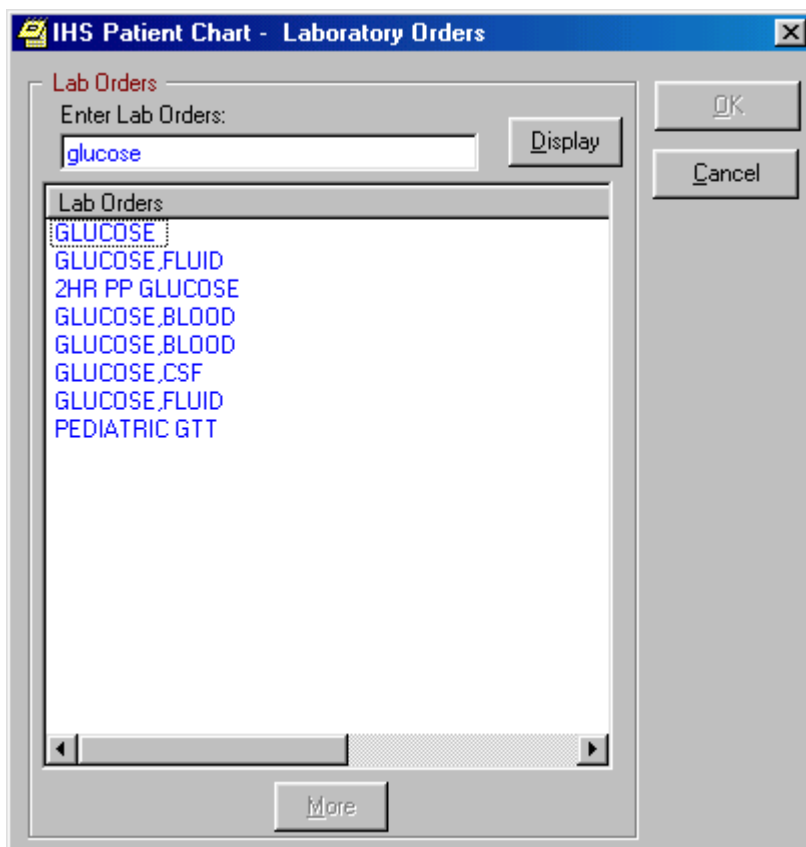 IHS Patient Chart - Laboratory Orders
Lab Orders
Enter Lab Orders:
glucose
Display
OK
Cancel
Lab Orders
GLUCOSE
GLUCOSE,FLUID
2HR PP GLUCOSE
GLUCOSE,BLOOD
GLUCOSE,BLOOD
GLUCOSE,CSF
GLUCOSE,FLUID
PEDIATRIC GTT
More